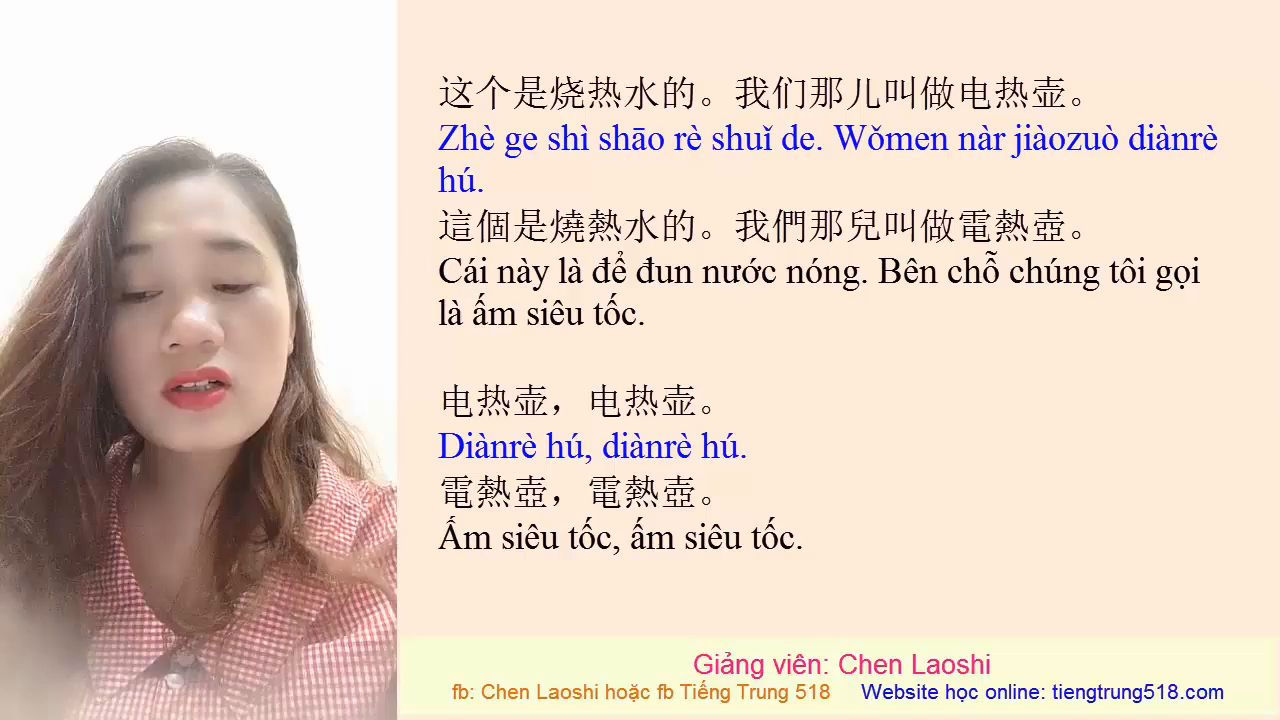 这个是烧热水的。我们那儿叫做电热壶。
Zhè ge shì shāo rè shuǐ de. Wǒmen nàr jiàozuò diànrè
hú.
這個是燒熱水的。我們那兒叫做電熱壺。
Cái này là để đun nước nóng. Bên chỗ chúng tôi gọi
là ấm siêu tốc.
电热壶，电热壶。
Diànrè hú, diànrè hú.
電熱壺，電熱壺。
Ấm siêu tốc, ấm siêu tốc.
Giảng viên: Chen Laoshi
fb: Chen Laoshi hoặc fb Tiếng Trung 518 Website học online: tiengtrung518.com